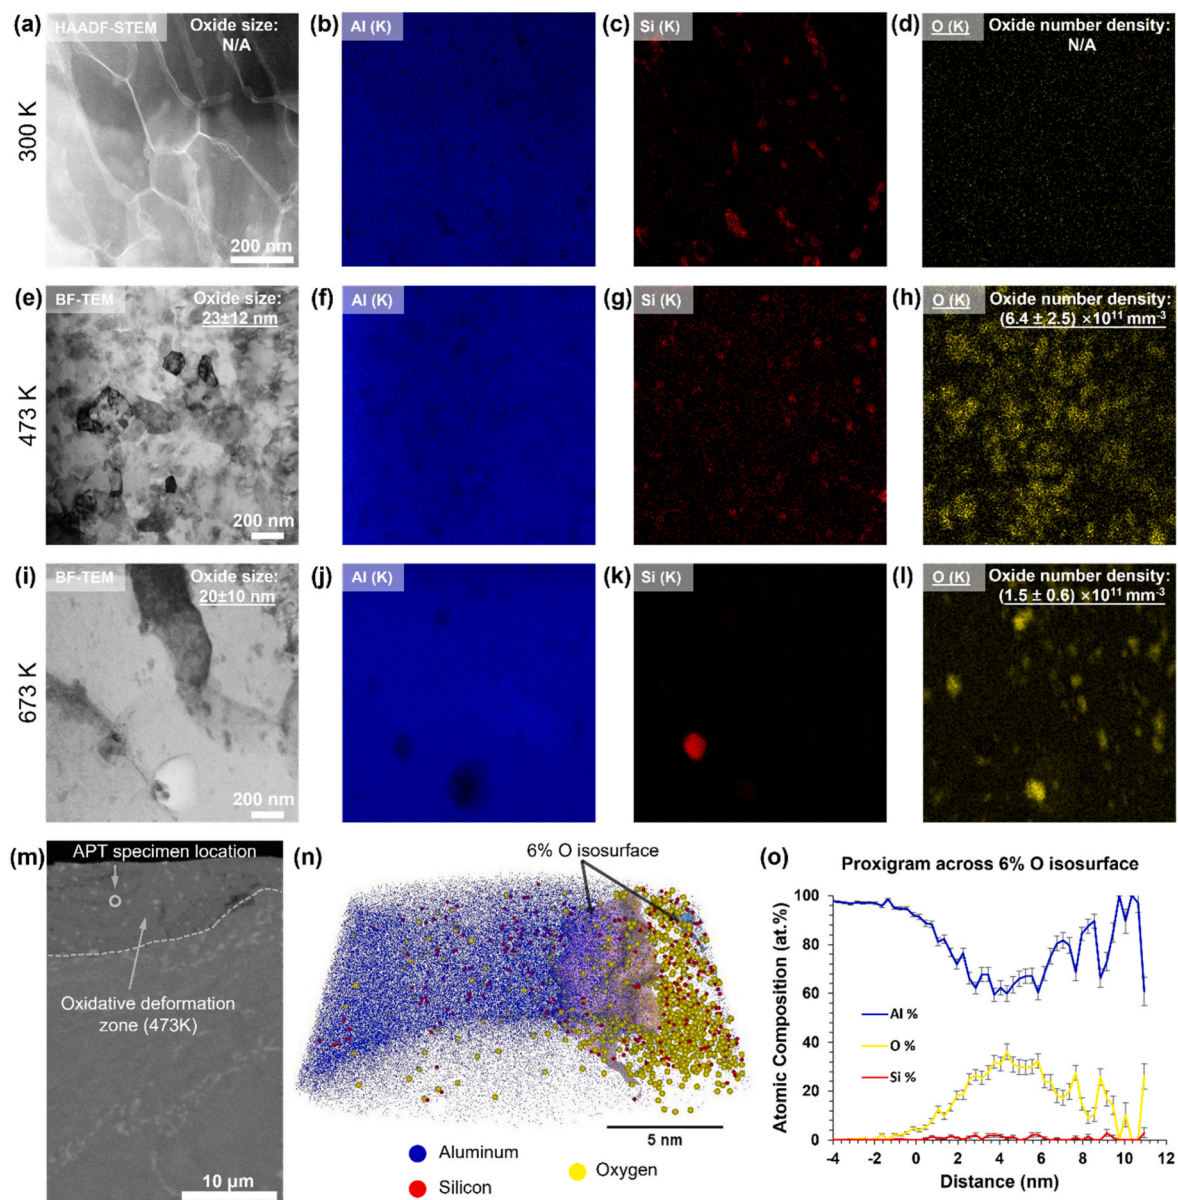 (a)
HAADF-STEM
Oxide size:
N/A
200 nm
(b)
Al (K)
(c)
Si (K)
(d)
O (K)
Oxide number density:
N/A
300 K
(e)
BF-TEM
Oxide size:
23±12 nm
200 nm
(f)
Al (K)
(g)
Si (K)
(h)
O (K)
Oxide number density:
(6.4 ± 2.5) ×10¹¹ mm⁻³
473 K
(i)
BF-TEM
Oxide size:
20±10 nm
200 nm
(j)
Al (K)
(k)
Si (K)
(l)
O (K)
Oxide number density:
(1.5 ± 0.6) ×10¹¹ mm⁻³
673 K
(m)
APT specimen location
Oxidative deformation
zone (473K)
10 µm
(n)
6% O isosurface
5 nm
Aluminum
Oxygen
Silicon
(o)
Proxigram across 6% O isosurface
Atomic Composition (at.%)
100
80
60
40
20
0
Al %
O %
Si %
-4 -2 0 2 4 6 8 10 12
Distance (nm)